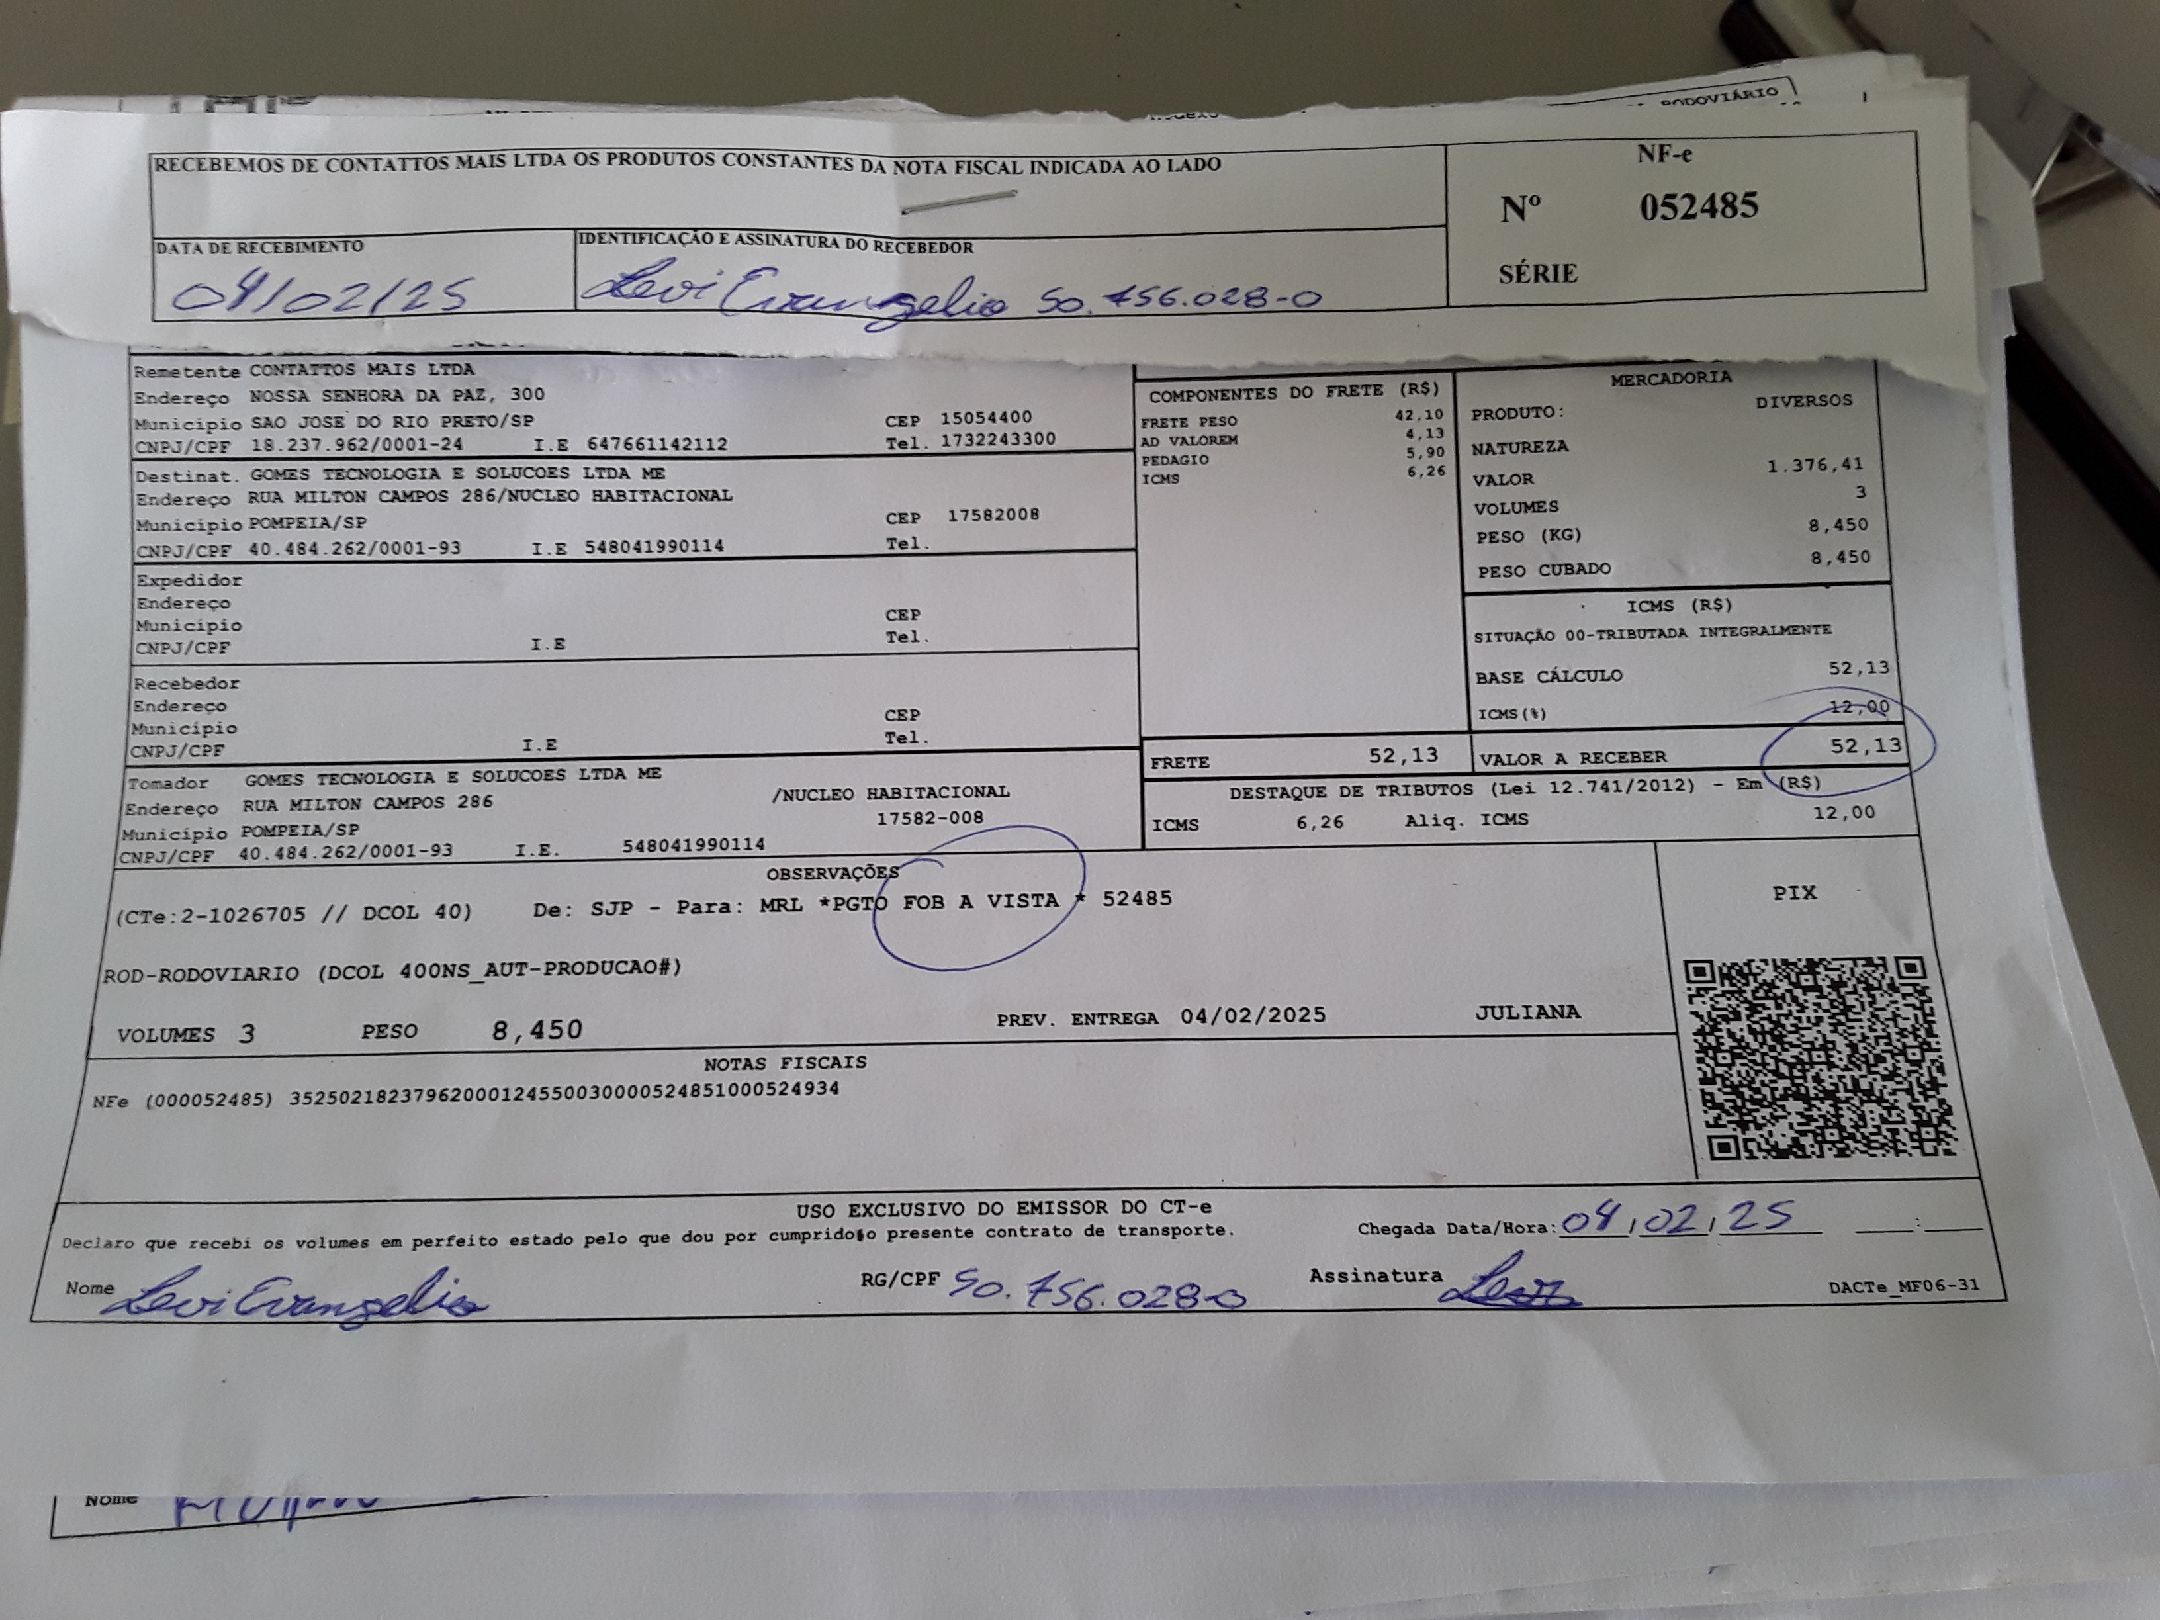 RODOVIÁRIO
RECEBEMOS DE CONTATTOS MAIS LTDA OS PRODUTOS CONSTANTES DA NOTA FISCAL INDICADA AO LADO
NF-e
Nº 052485
SÉRIE
DATA DE RECEBIMENTO
04/02/25
IDENTIFICAÇÃO E ASSINATURA DO RECEBEDOR
Levi Evangelio 50.756.028-0
Remetente CONTATTOS MAIS LTDA
Endereço NOSSA SENHORA DA PAZ, 300
Município SAO JOSE DO RIO PRETO/SP CEP 15054400
CNPJ/CPF 18.237.962/0001-24 I.E 647661142112 Tel. 1732243300
Destinat. GOMES TECNOLOGIA E SOLUCOES LTDA ME
Endereço RUA MILTON CAMPOS 286/NUCLEO HABITACIONAL
Município POMPEIA/SP CEP 17582008
CNPJ/CPF 40.484.262/0001-93 I.E 548041990114 Tel.
Expedidor
Endereço
Município CEP
CNPJ/CPF I.E Tel.
Recebedor
Endereço
Município CEP
CNPJ/CPF I.E Tel.
Tomador GOMES TECNOLOGIA E SOLUCOES LTDA ME
Endereço RUA MILTON CAMPOS 286 /NUCLEO HABITACIONAL
Município POMPEIA/SP 17582-008
CNPJ/CPF 40.484.262/0001-93 I.E. 548041990114
COMPONENTES DO FRETE (R$)
FRETE PESO 42,10
AD VALOREM 4,13
PEDAGIO 5,90
ICMS 6,26
MERCADORIA
PRODUTO: DIVERSOS
NATUREZA
VALOR 1.376,41
VOLUMES 3
PESO (KG) 8,450
PESO CUBADO 8,450
ICMS (R$)
SITUAÇÃO 00-TRIBUTADA INTEGRALMENTE
BASE CÁLCULO 52,13
ICMS(%) 12,00
FRETE 52,13 VALOR A RECEBER 52,13
DESTAQUE DE TRIBUTOS (Lei 12.741/2012) - Em (R$)
ICMS 6,26 Aliq. ICMS 12,00
OBSERVAÇÕES
(CTe:2-1026705 // DCOL 40) De: SJP - Para: MRL *PGTO FOB A VISTA * 52485
ROD-RODOVIARIO (DCOL 400NS_AUT-PRODUCAO#)
VOLUMES 3 PESO 8,450 PREV. ENTREGA 04/02/2025 JULIANA
PIX
NOTAS FISCAIS
NFe (000052485) 35250218237962000124550030000524851000524934
USO EXCLUSIVO DO EMISSOR DO CT-e
Declaro que recebi os volumes em perfeito estado pelo que dou por cumprido o presente contrato de transporte.
Chegada Data/Hora: 04/02/25 __:__
Nome Levi Evangelio RG/CPF 50.756.028-0 Assinatura Levi DACTe_MF06-31
Nome